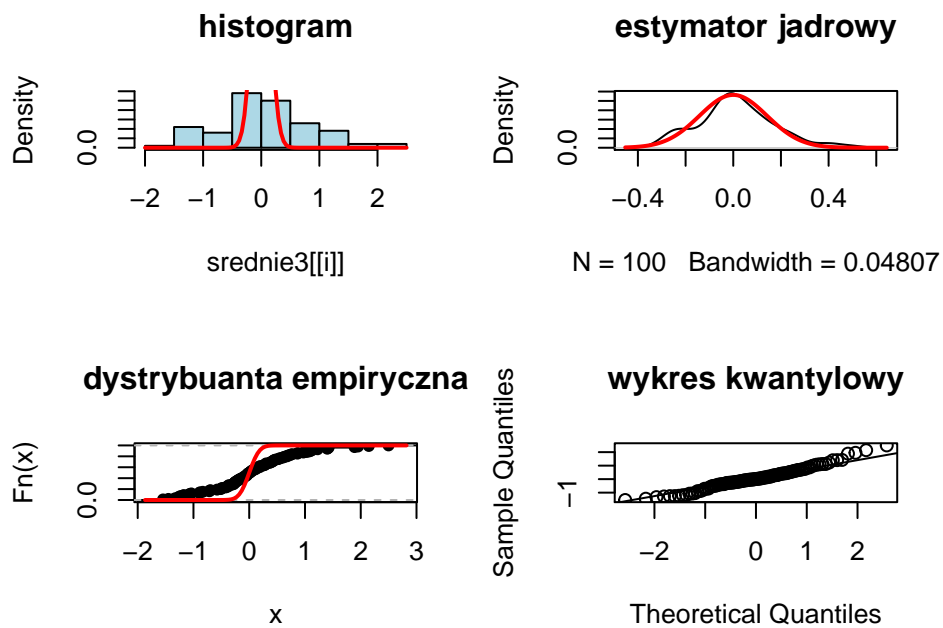 histogram
Density
0.0
−2 −1 0 1 2
srednie3[[i]]
estymator jadrowy
Density
0.0
−0.4 0.0 0.4
N = 100 Bandwidth = 0.04807
dystrybuanta empiryczna
Fn(x)
0.0
−2 −1 0 1 2 3
x
wykres kwantylowy
Sample Quantiles
−1
−2 0 1 2
Theoretical Quantiles